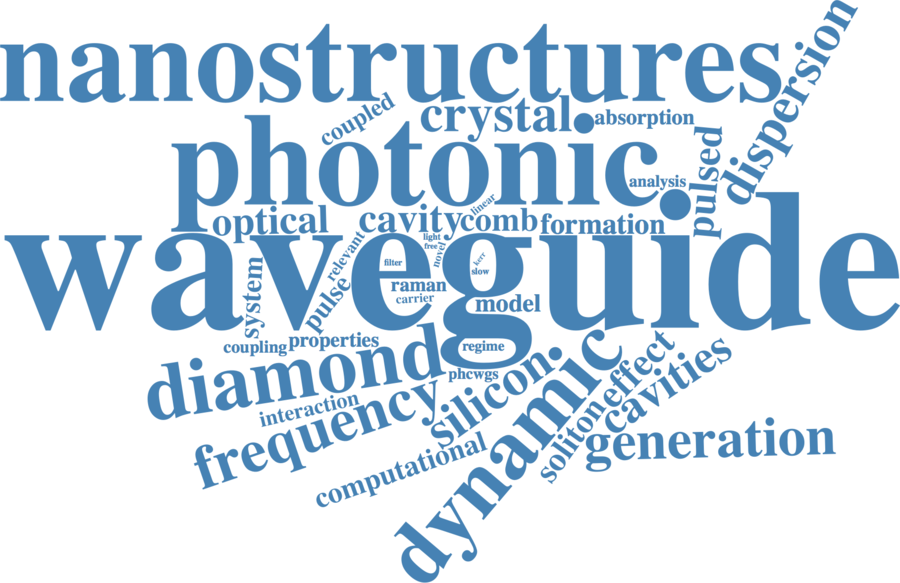 nanostructures
dispersion
coupled
crystal
absorption
photonic
pulsed
analysis
linear
optical
cavity
comb
formation
waveguide
light
free
novel
relevant
filter
kerr
slow
system
pulse
raman
carrier
model
coupling
properties
regime
diamond
phcwgs
interaction
frequency
silicon
dynamic
effect
cavities
soliton
generation
computational